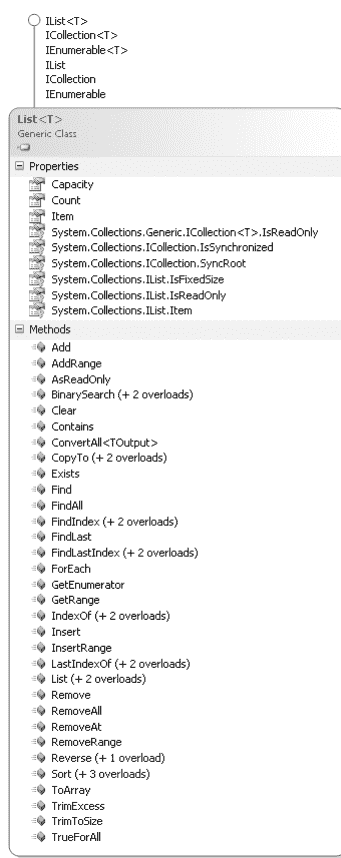 IList<T>
ICollection<T>
IEnumerable<T>
IList
ICollection
IEnumerable
List<T>
Generic Class
Properties
Capacity
Count
Item
System.Collections.Generic.ICollection<T>.IsReadOnly
System.Collections.ICollection.IsSynchronized
System.Collections.ICollection.SyncRoot
System.Collections.IList.IsFixedSize
System.Collections.IList.IsReadOnly
System.Collections.IList.Item
Methods
Add
AddRange
AsReadOnly
BinarySearch (+ 2 overloads)
Clear
Contains
ConvertAll<TOutput>
CopyTo (+ 2 overloads)
Exists
Find
FindAll
FindIndex (+ 2 overloads)
FindLast
FindLastIndex (+ 2 overloads)
ForEach
GetEnumerator
GetRange
IndexOf (+ 2 overloads)
Insert
InsertRange
LastIndexOf (+ 2 overloads)
List (+ 2 overloads)
Remove
RemoveAll
RemoveAt
RemoveRange
Reverse (+ 1 overload)
Sort (+ 3 overloads)
ToArray
TrimExcess
TrimToSize
TrueForAll